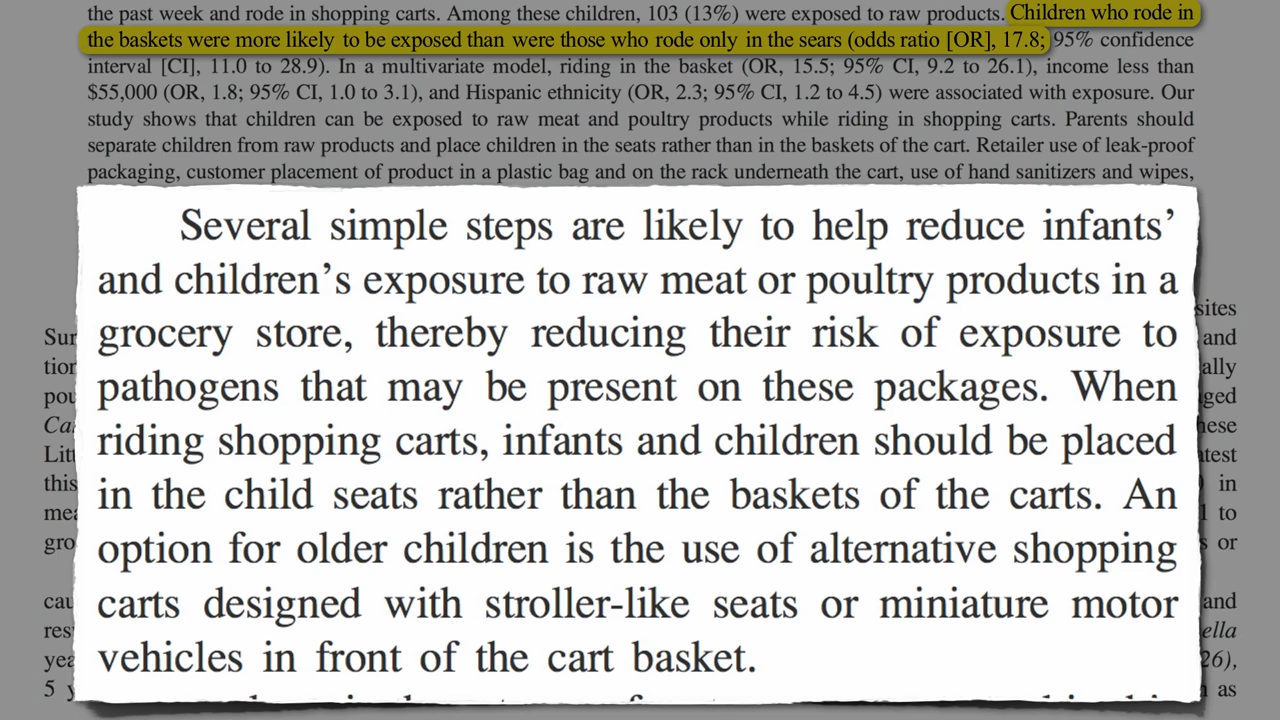 the past week and rode in shopping carts. Among these children, 103 (13%) were exposed to raw products. Children who rode in
the baskets were more likely to be exposed than were those who rode only in the sears (odds ratio [OR], 17.8; 95% confidence
interval [CI], 11.0 to 28.9). In a multivariate model, riding in the basket (OR, 15.5; 95% CI, 9.2 to 26.1), income less than
$55,000 (OR, 1.8; 95% CI, 1.0 to 3.1), and Hispanic ethnicity (OR, 2.3; 95% CI, 1.2 to 4.5) were associated with exposure. Our
study shows that children can be exposed to raw meat and poultry products while riding in shopping carts. Parents should
separate children from raw products and place children in the seats rather than in the baskets of the cart. Retailer use of leak-proof
packaging, customer placement of product in a plastic bag and on the rack underneath the cart, use of hand sanitizers and wipes,
Several simple steps are likely to help reduce infants’
and children’s exposure to raw meat or poultry products in a
grocery store, thereby reducing their risk of exposure to
pathogens that may be present on these packages. When
riding shopping carts, infants and children should be placed
in the child seats rather than the baskets of the carts. An
option for older children is the use of alternative shopping
carts designed with stroller-like seats or miniature motor
vehicles in front of the cart basket.
sites
and
this
in
to
or
and
26),
5
as